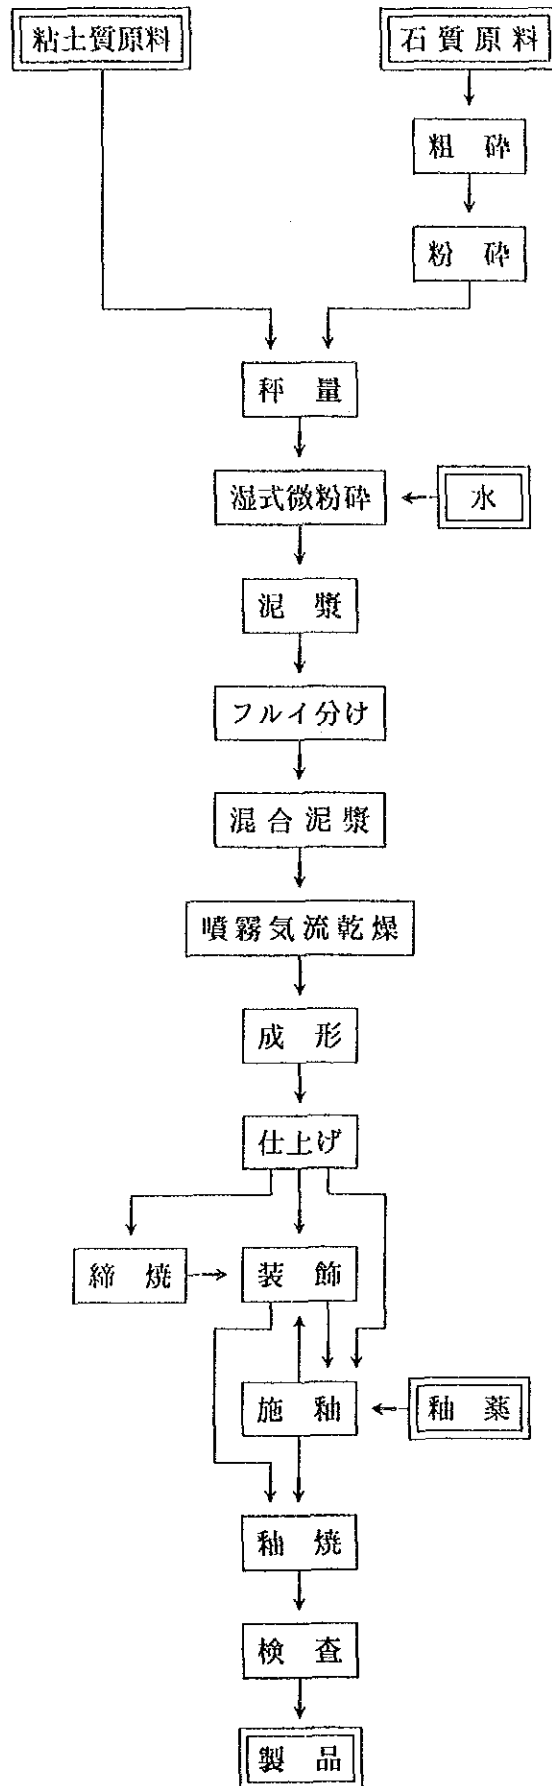 粘土質原料
石質原料
粗砕
粉砕
秤量
湿式微粉砕
水
泥漿
フルイ分け
混合泥漿
噴霧気流乾燥
成形
仕上げ
締焼
装飾
施釉
釉薬
釉焼
検査
製品